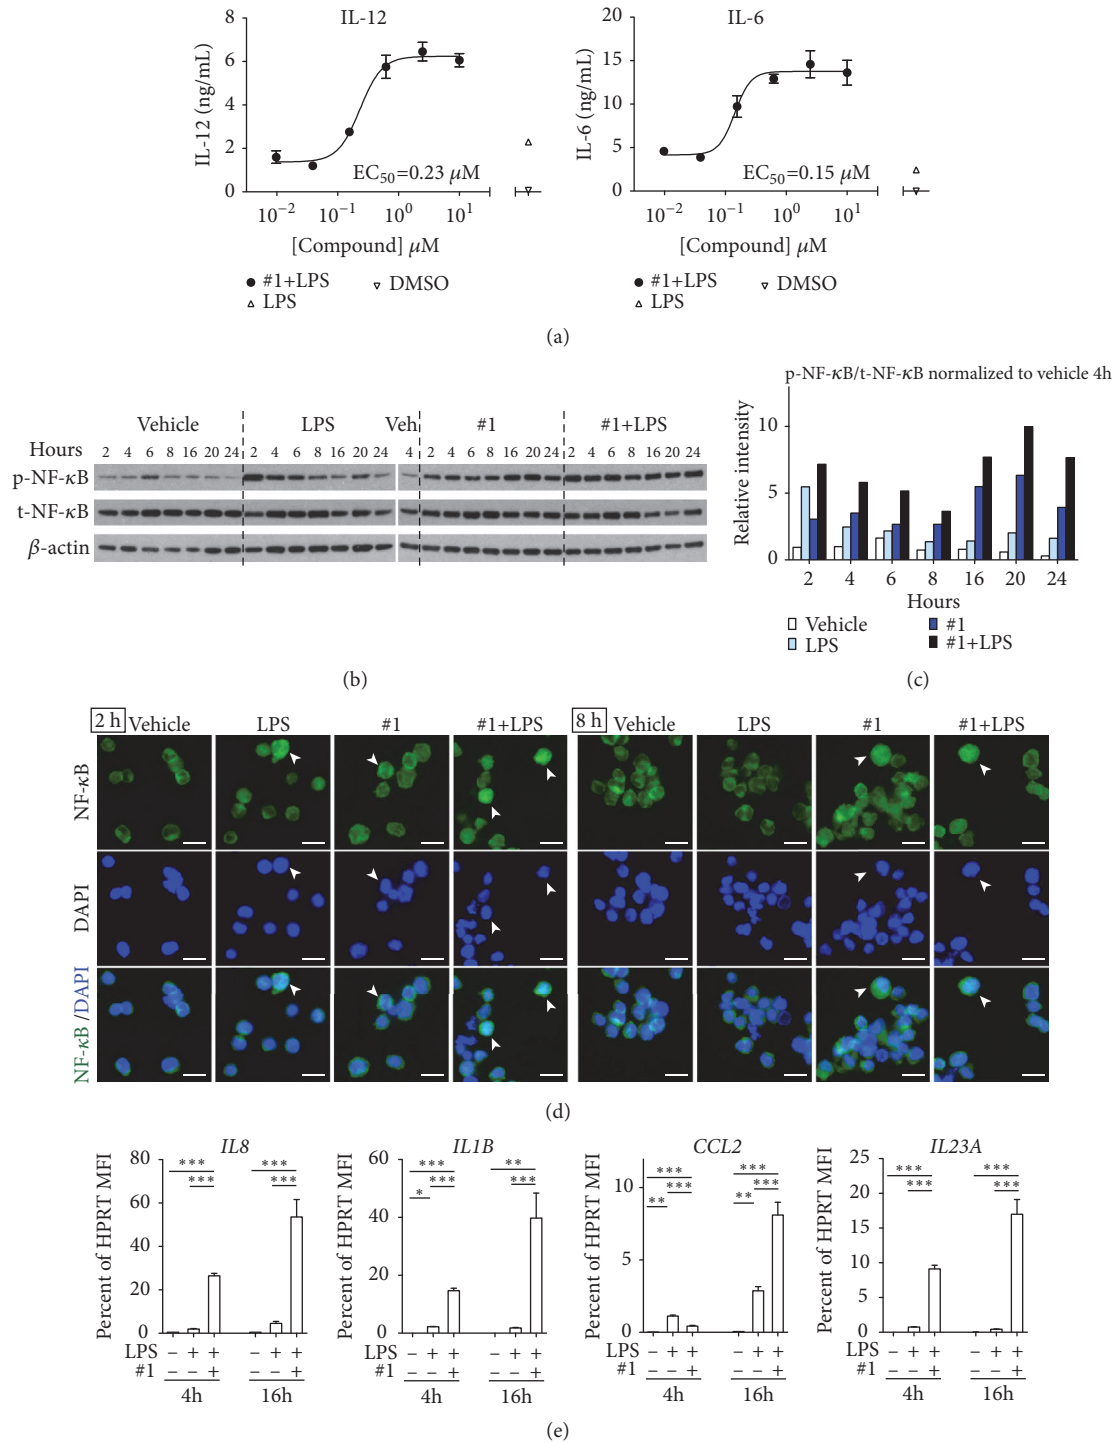 IL-12
IL-6
IL-12 (ng/mL)
8
6
4
2
0
EC50=0.23 μM
10−2 10−1 100 101
[Compound] μM
#1+LPS
LPS
DMSO
IL-6 (ng/mL)
20
15
10
5
0
EC50=0.15 μM
10−2 10−1 100 101
[Compound] μM
#1+LPS
LPS
DMSO
(a)
Vehicle LPS Veh #1 #1+LPS
Hours 2 4 6 8 16 20 24 2 4 6 8 16 20 24 4 2 4 6 8 16 20 24 2 4 6 8 16 20 24
p-NF-κB
t-NF-κB
β-actin
(b)
p-NF-κB/t-NF-κB normalized to vehicle 4h
Relative intensity
10
5
0
2 4 6 8 16 20 24
Hours
Vehicle
LPS
#1
#1+LPS
(c)
2 h Vehicle LPS #1 #1+LPS 8 h Vehicle LPS #1 #1+LPS
NF-κB
DAPI
NF-κB/DAPI
(d)
IL8
Percent of HPRT MFI
80
60
40
20
0
*** ***
*** ***
LPS − + + − + +
#1 − − + − − +
4h 16h
IL1B
Percent of HPRT MFI
60
40
20
0
*** **
* *** ***
− + + − + +
− − + − − +
4h 16h
CCL2
Percent of HPRT MFI
10
5
0
*** ***
*** ***
** **
− + + − + +
− − + − − +
4h 16h
IL23A
Percent of HPRT MFI
25
20
15
10
5
0
*** ***
*** ***
− + + − + +
− − + − − +
4h 16h
(e)